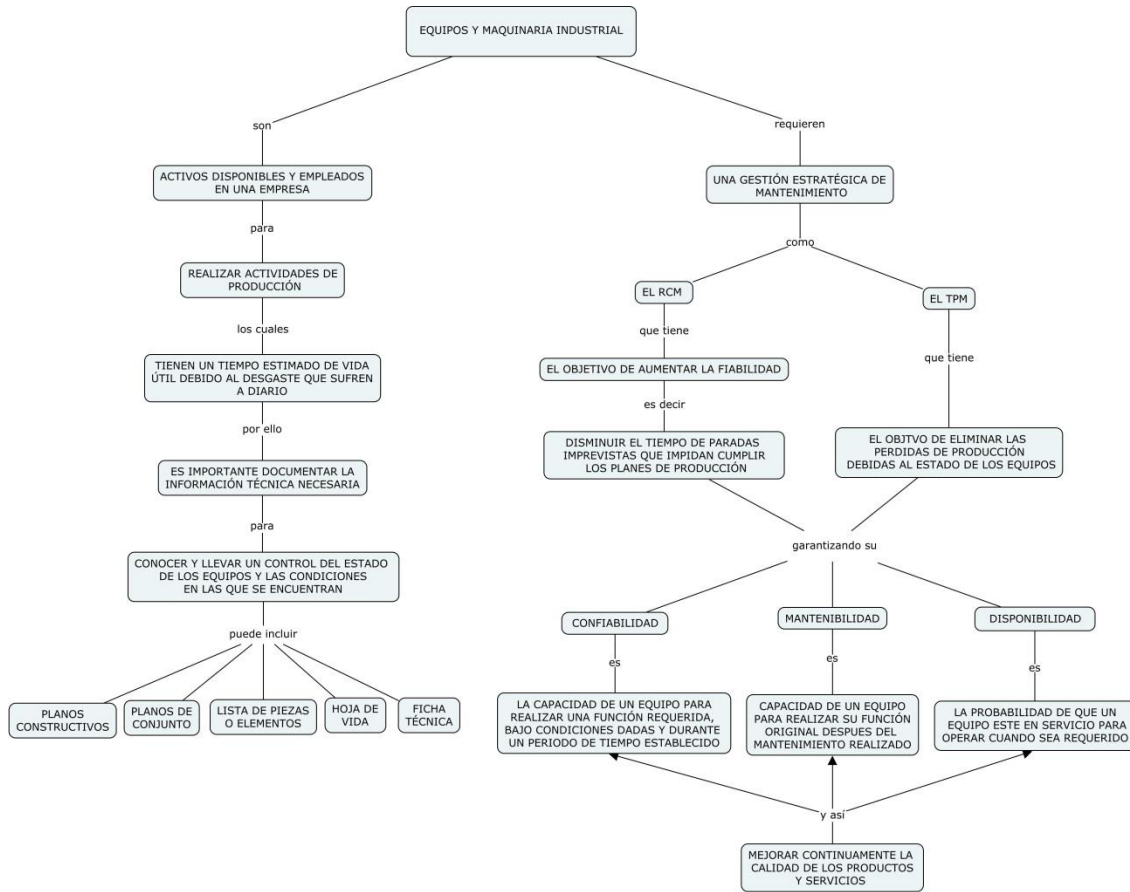 EQUIPOS Y MAQUINARIA INDUSTRIAL
son
ACTIVOS DISPONIBLES Y EMPLEADOS
EN UNA EMPRESA
para
REALIZAR ACTIVIDADES DE
PRODUCCIÓN
los cuales
TIENEN UN TIEMPO ESTIMADO DE VIDA
ÚTIL DEBIDO AL DESGASTE QUE SUFREN
A DIARIO
por ello
ES IMPORTANTE DOCUMENTAR LA
INFORMACIÓN TÉCNICA NECESARIA
para
CONOCER Y LLEVAR UN CONTROL DEL ESTADO
DE LOS EQUIPOS Y LAS CONDICIONES
EN LAS QUE SE ENCUENTRAN
puede incluir
PLANOS
CONSTRUCTIVOS
PLANOS DE
CONJUNTO
LISTA DE PIEZAS
O ELEMENTOS
HOJA DE
VIDA
FICHA
TÉCNICA
requieren
UNA GESTIÓN ESTRATÉGICA DE
MANTENIMIENTO
como
EL RCM
que tiene
EL OBJETIVO DE AUMENTAR LA FIABILIDAD
es decir
DISMINUIR EL TIEMPO DE PARADAS
IMPREVISTAS QUE IMPIDAN CUMPLIR
LOS PLANES DE PRODUCCIÓN
EL TPM
que tiene
EL OBJTVO DE ELIMINAR LAS
PERDIDAS DE PRODUCCIÓN
DEBIDAS AL ESTADO DE LOS EQUIPOS
garantizando su
CONFIABILIDAD
es
LA CAPACIDAD DE UN EQUIPO PARA
REALIZAR UNA FUNCIÓN REQUERIDA,
BAJO CONDICIONES DADAS Y DURANTE
UN PERIODO DE TIEMPO ESTABLECIDO
MANTENIBILIDAD
es
CAPACIDAD DE UN EQUIPO
PARA REALIZAR SU FUNCIÓN
ORIGINAL DESPUES DEL
MANTENIMIENTO REALIZADO
DISPONIBILIDAD
es
LA PROBABILIDAD DE QUE UN
EQUIPO ESTE EN SERVICIO PARA
OPERAR CUANDO SEA REQUERIDO
y así
MEJORAR CONTINUAMENTE LA
CALIDAD DE LOS PRODUCTOS
Y SERVICIOS